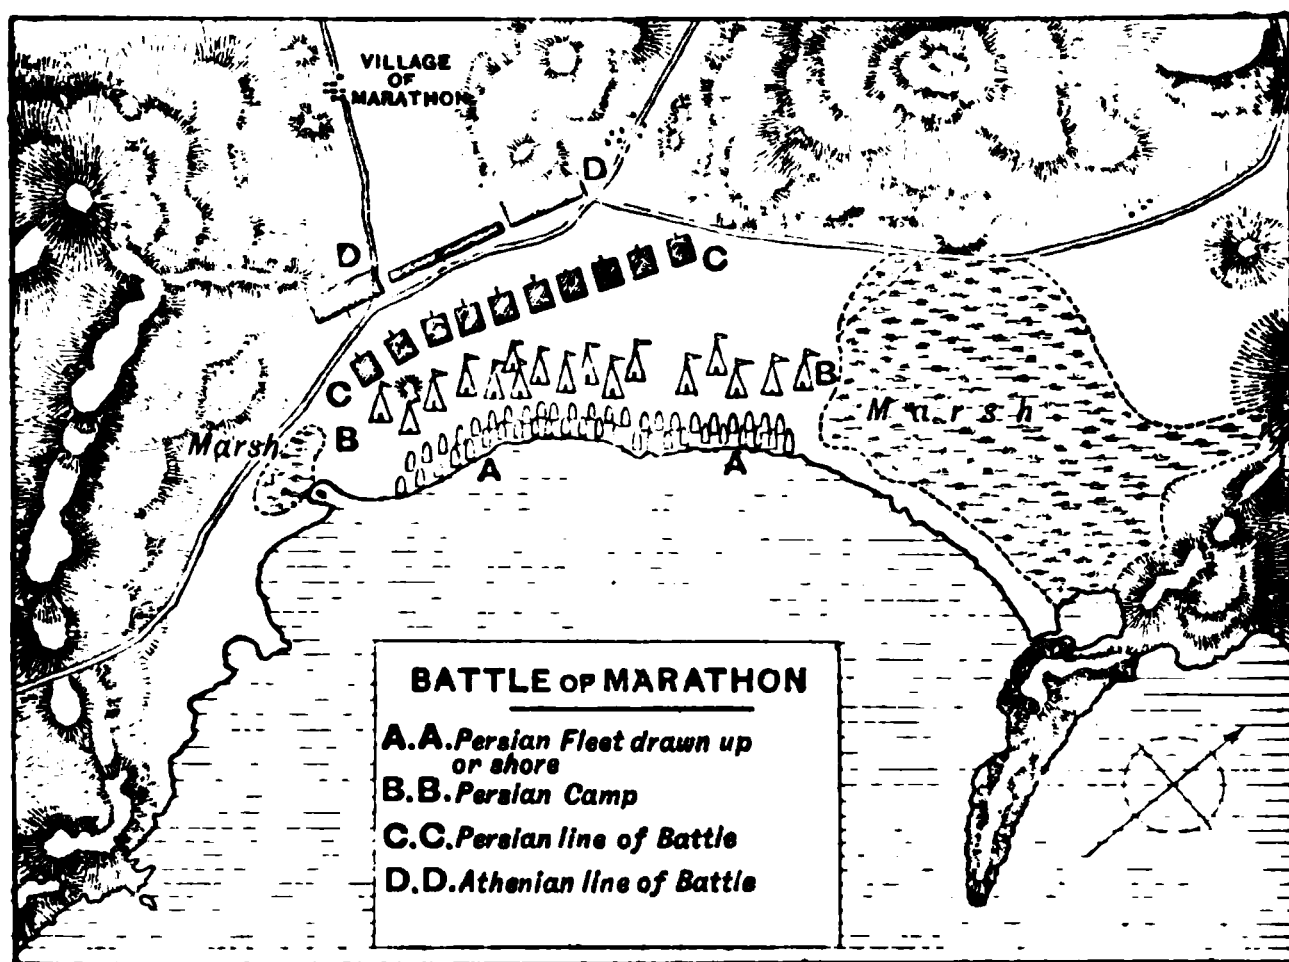 VILLAGE
OF
MARATHON
D
D
C
C
B
B
Marsh
Marsh
A
A
BATTLE OF MARATHON
A.A. Persian Fleet drawn up
or shore
B.B. Persian Camp
C.C. Persian line of Battle
D.D. Athenian line of Battle